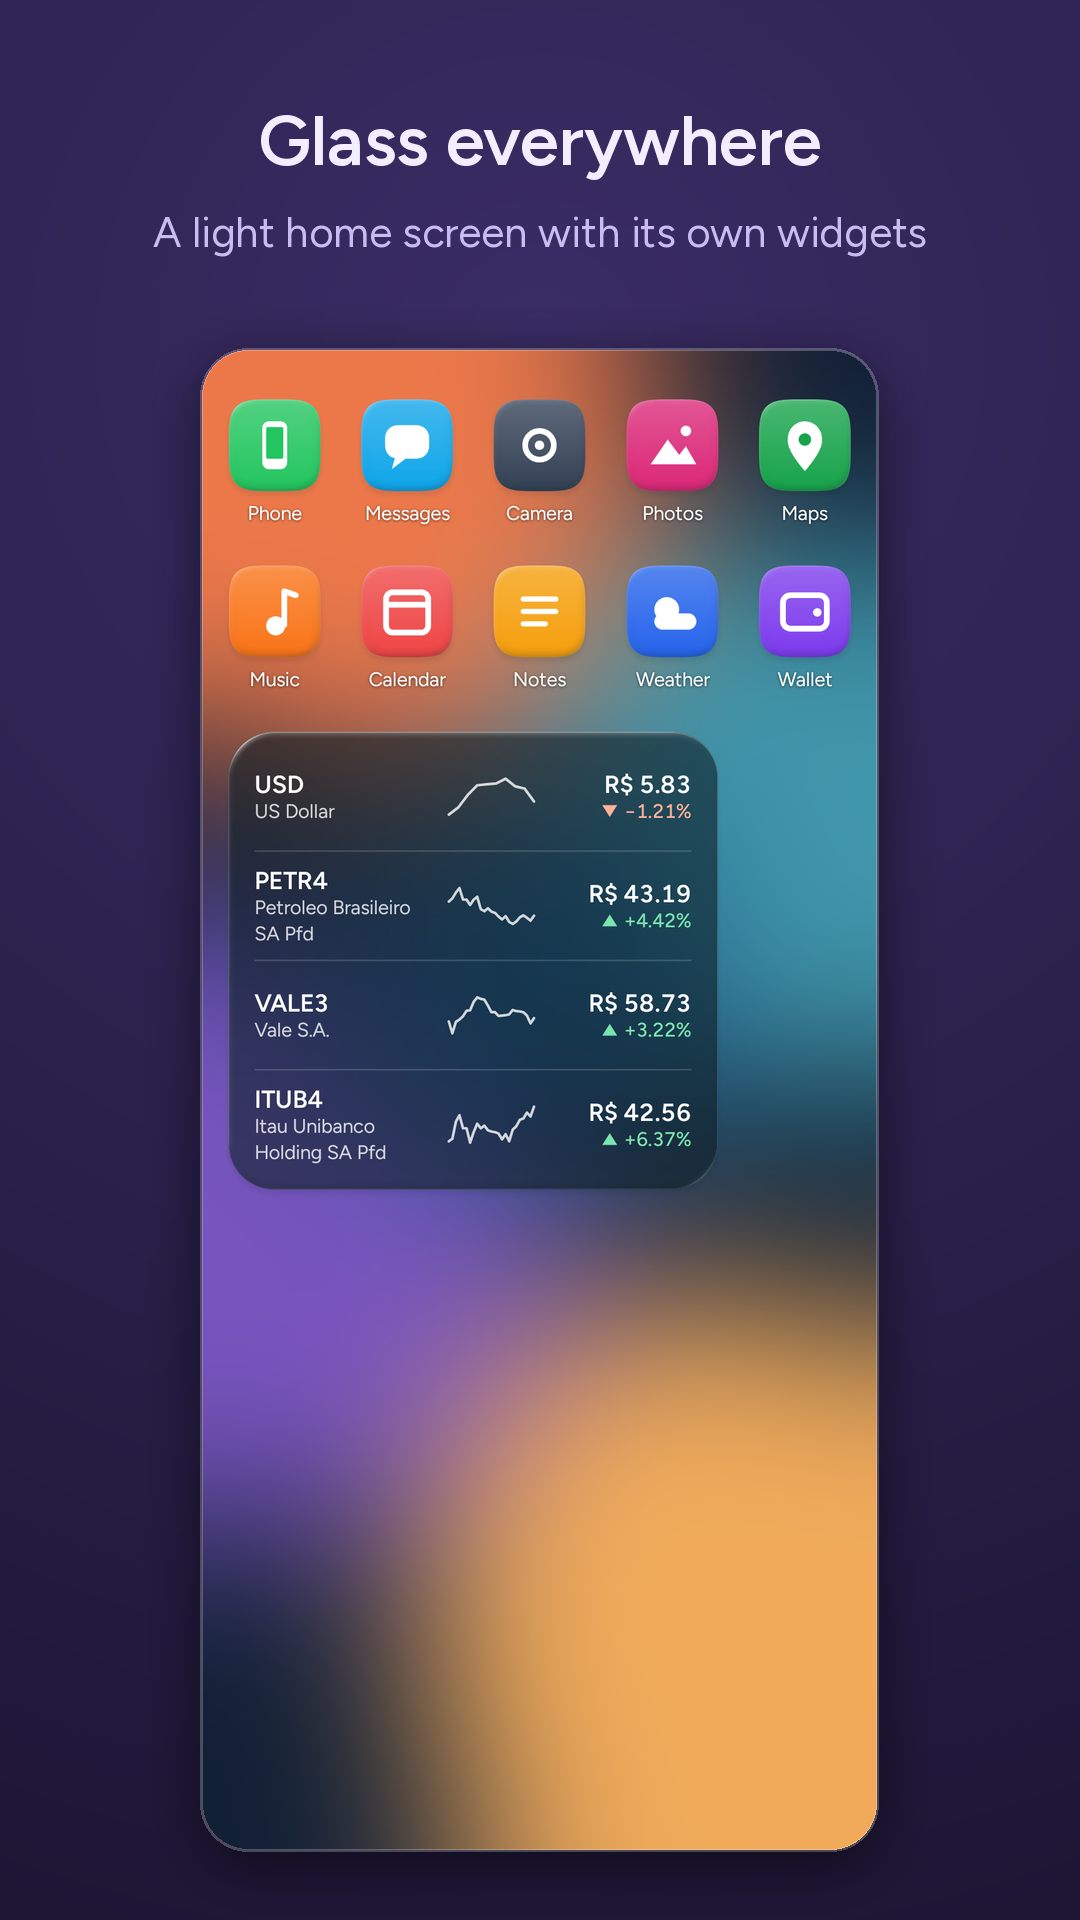 Glass everywhere
A light home screen with its own widgets
Phone
Messages
Camera
Photos
Maps
Music
Calendar
Notes
Weather
Wallet
USD
US Dollar
R$ 5.83
▼ -1.21%
PETR4
Petroleo Brasileiro
SA Pfd
R$ 43.19
▲ +4.42%
VALE3
Vale S.A.
R$ 58.73
▲ +3.22%
ITUB4
Itau Unibanco
Holding SA Pfd
R$ 42.56
▲ +6.37%